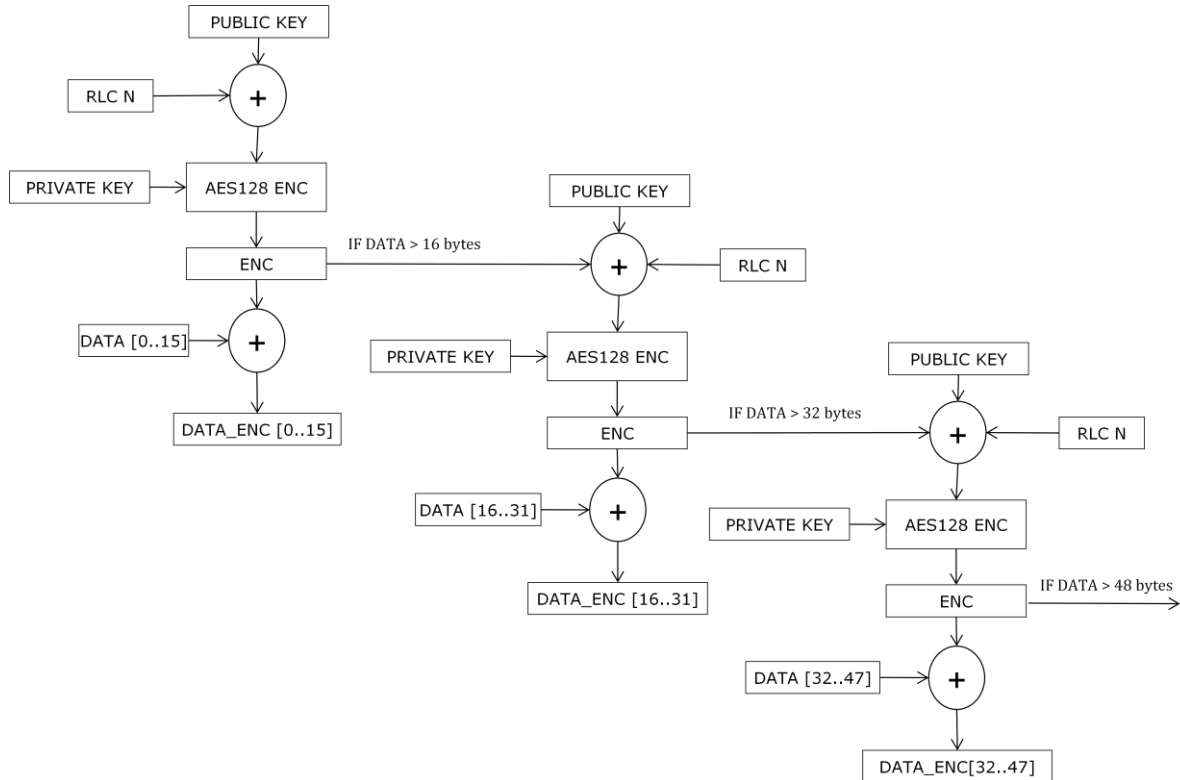 PUBLIC KEY
RLC N
+
PRIVATE KEY
AES128 ENC
ENC
IF DATA > 16 bytes
DATA [0..15]
+
DATA_ENC [0..15]
PUBLIC KEY
+
RLC N
PRIVATE KEY
AES128 ENC
ENC
IF DATA > 32 bytes
DATA [16..31]
+
DATA_ENC [16..31]
PUBLIC KEY
+
RLC N
PRIVATE KEY
AES128 ENC
ENC
IF DATA > 48 bytes
DATA [32..47]
+
DATA_ENC[32..47]